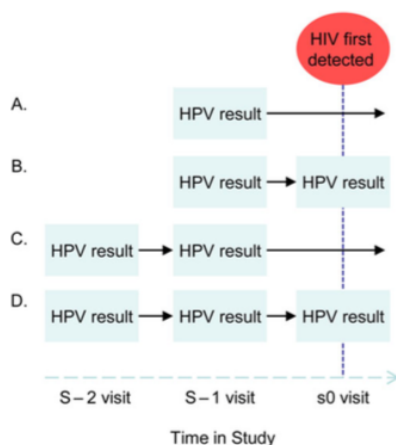 HIV first
detected
A.
HPV result
B.
HPV result HPV result
C.
HPV result HPV result
D.
HPV result HPV result HPV result
S–2 visit S–1 visit s0 visit
Time in Study